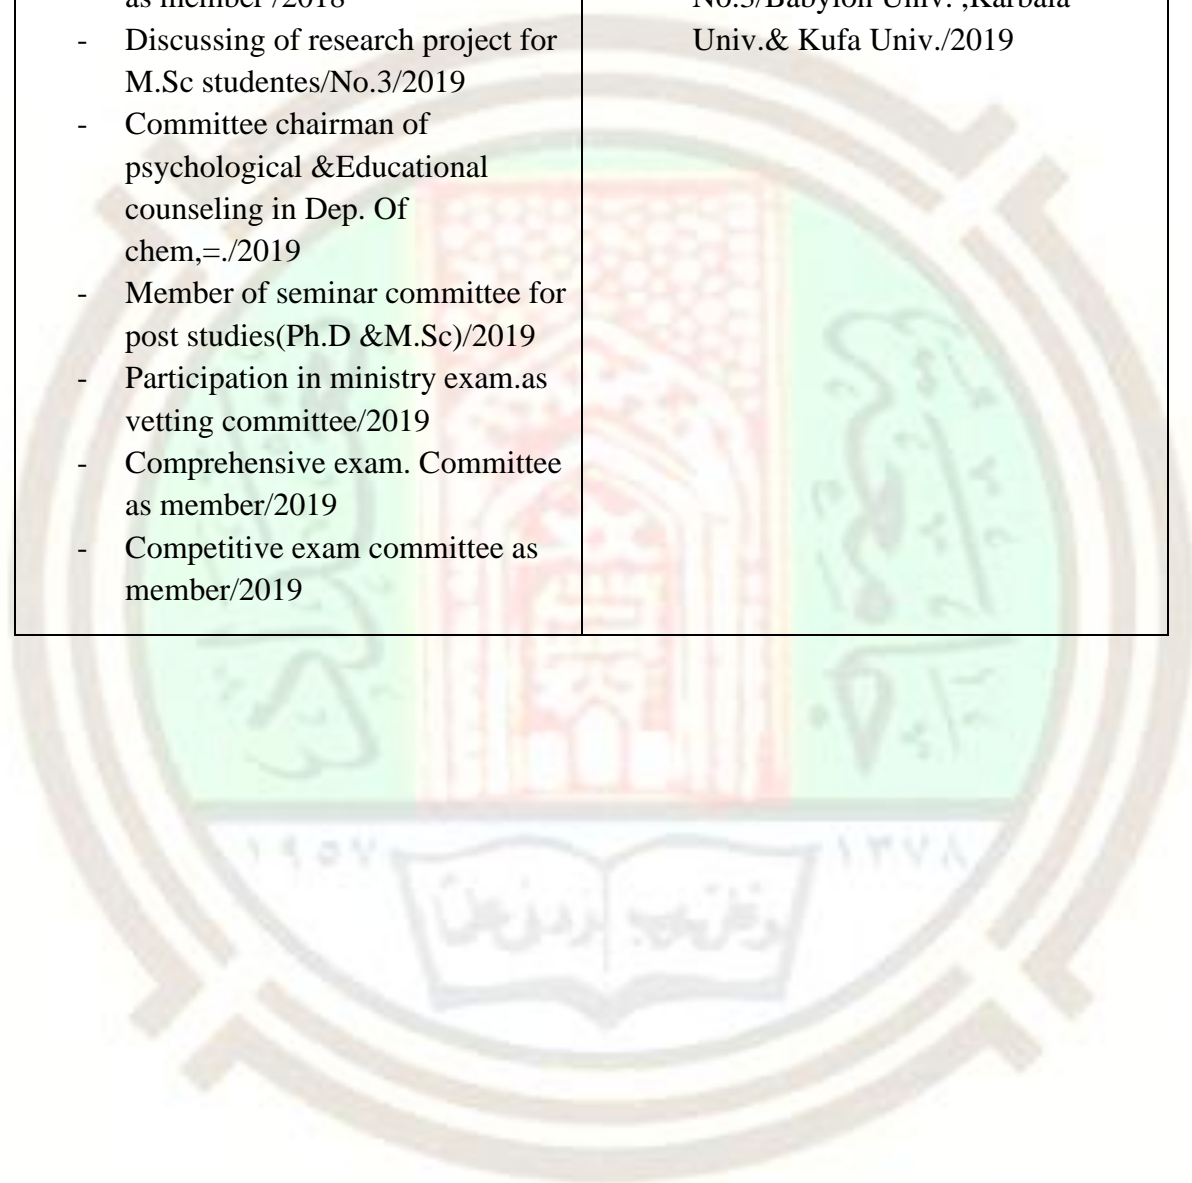 as member /2018
- Discussing of research project for
M.Sc studentes/No.3/2019
- Committee chairman of
psychological &Educational
counseling in Dep. Of
chem,=./2019
- Member of seminar committee for
post studies(Ph.D &M.Sc)/2019
- Participation in ministry exam.as
vetting committee/2019
- Comprehensive exam. Committee
as member/2019
- Competitive exam committee as
member/2019
No.3/Babylon Univ. ,Karbala
Univ.& Kufa Univ./2019
١٩٥٧
١٣٧٨